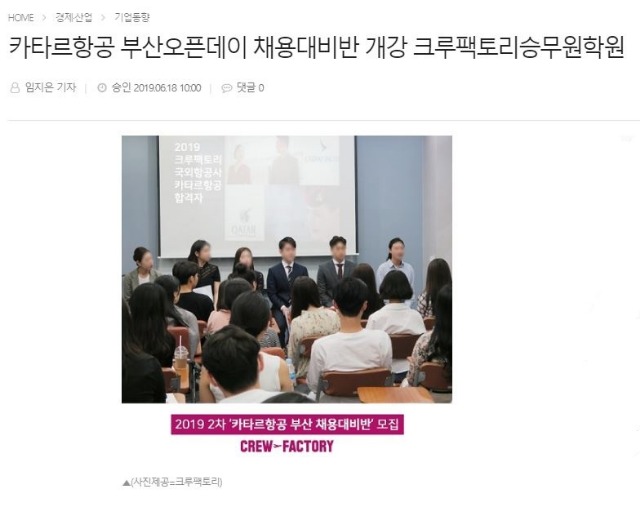 HOME > 경제·산업 > 기업동향
카타르항공 부산오픈데이 채용대비반 개강 크루팩토리승무원학원
임지은 기자 | 승인 2019.06.18 10:00 | 댓글 0
2019
크루팩토리
국외항공사
카타르항공
합격자
2019 2차 '카타르항공 부산 채용대비반' 모집
CREW FACTORY
▲(사진제공=크루팩토리)